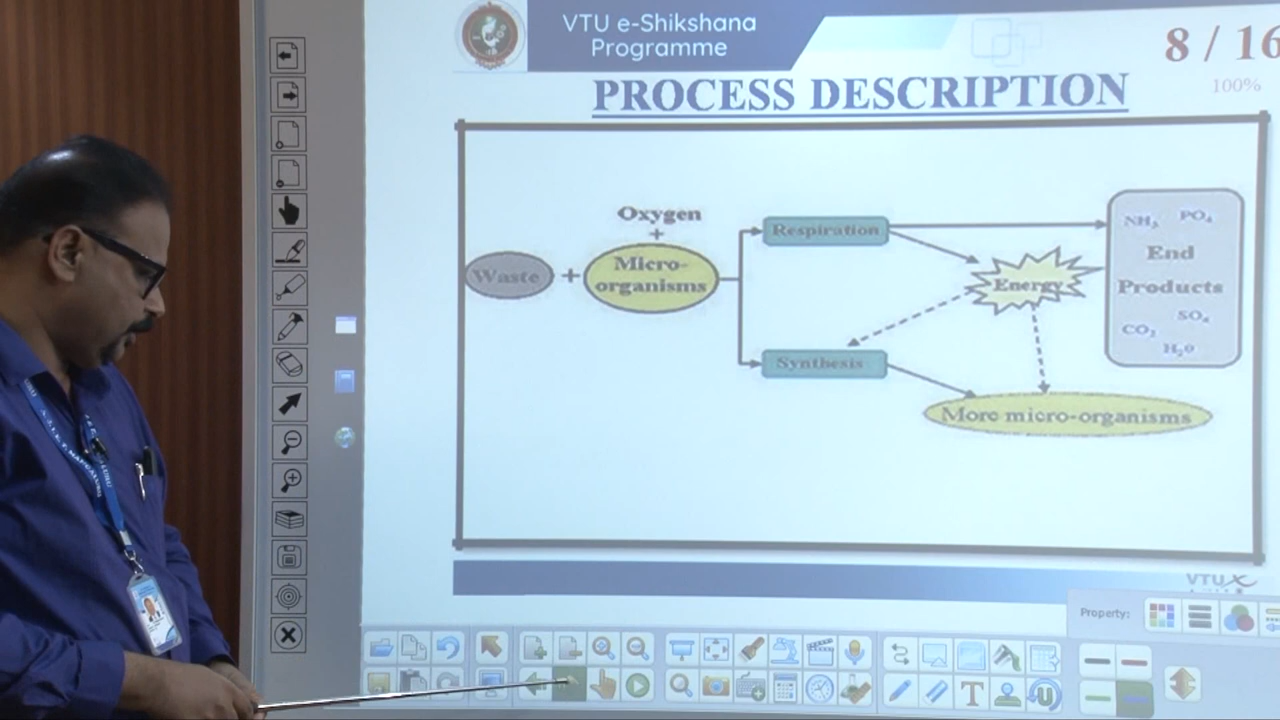 VTU e-Shikshana
Programme
8 / 16
100%
PROCESS DESCRIPTION
Oxygen
+
Waste
+
Micro-
organisms
Respiration
Energy
Synthesis
More micro-organisms
NH₃ PO₄
End
Products
SO₄
CO₂
H₂O
VTU
Property:
T